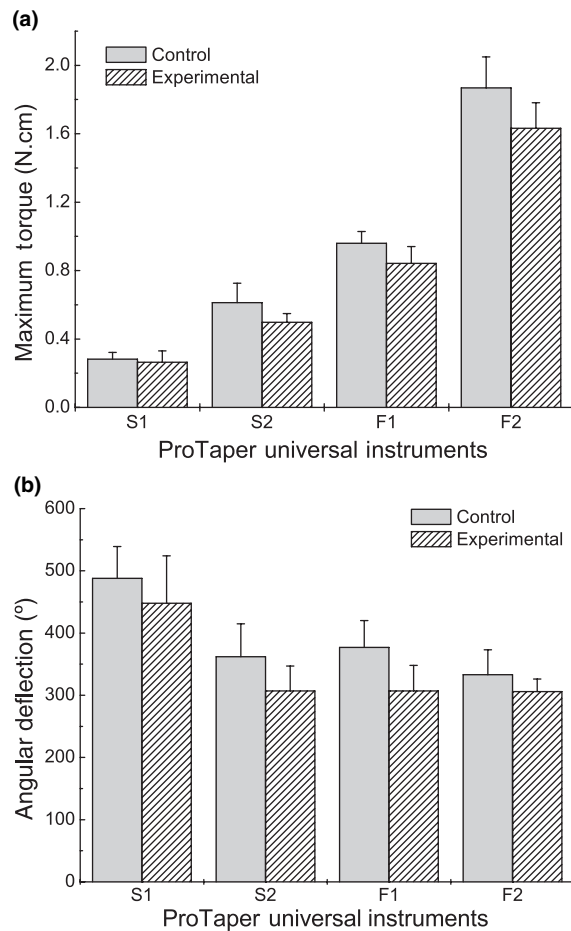 (a)
Control
Experimental
Maximum torque (N.cm)
2.0
1.6
1.2
0.8
0.4
0.0
S1 S2 F1 F2
ProTaper universal instruments
(b)
Control
Experimental
Angular deflection (º)
600
500
400
300
200
100
0
S1 S2 F1 F2
ProTaper universal instruments